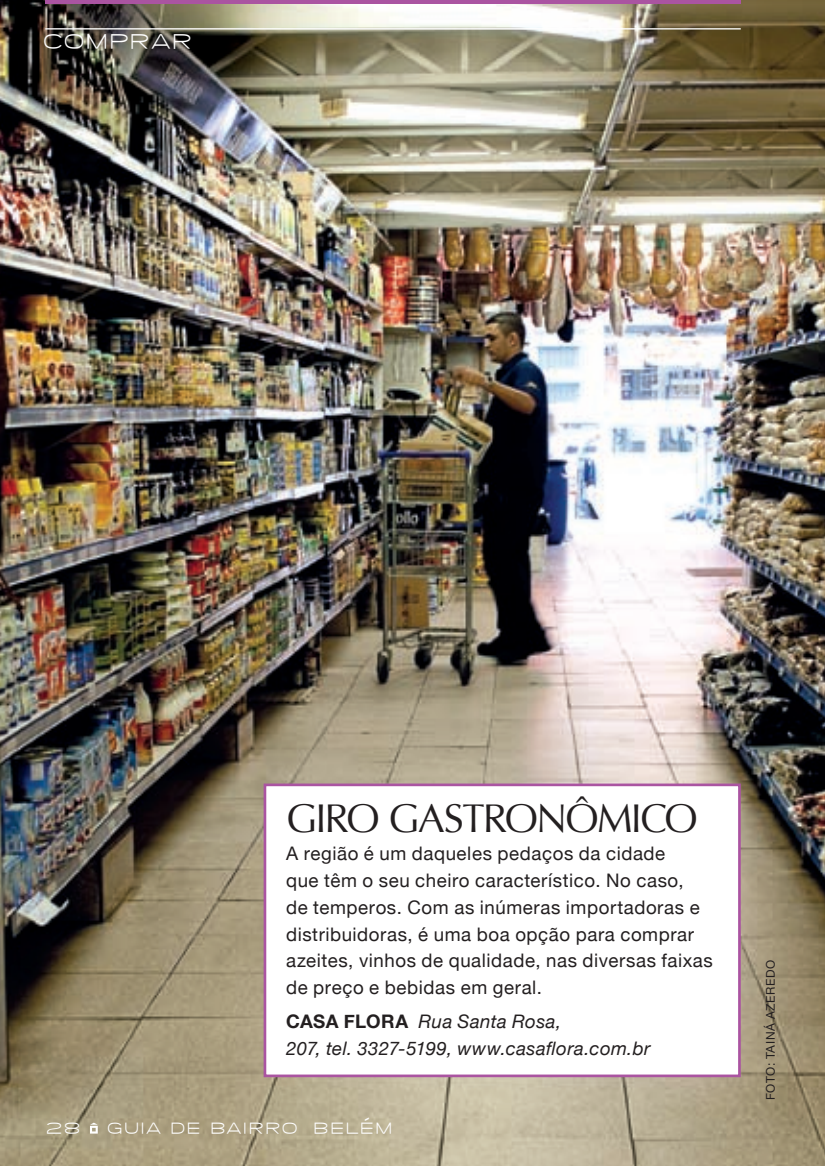 COMPRAR
BELOMAR
GIRO GASTRONÔMICO
A região é um daqueles pedaços da cidade
que têm o seu cheiro característico. No caso,
de temperos. Com as inúmeras importadoras e
distribuidoras, é uma boa opção para comprar
azeites, vinhos de qualidade, nas diversas faixas
de preço e bebidas em geral.
CASA FLORA Rua Santa Rosa,
207, tel. 3327-5199, www.casaflora.com.br
FOTO: TAINÁ AZEREDO
28 GUIA DE BAIRRO BELÉM